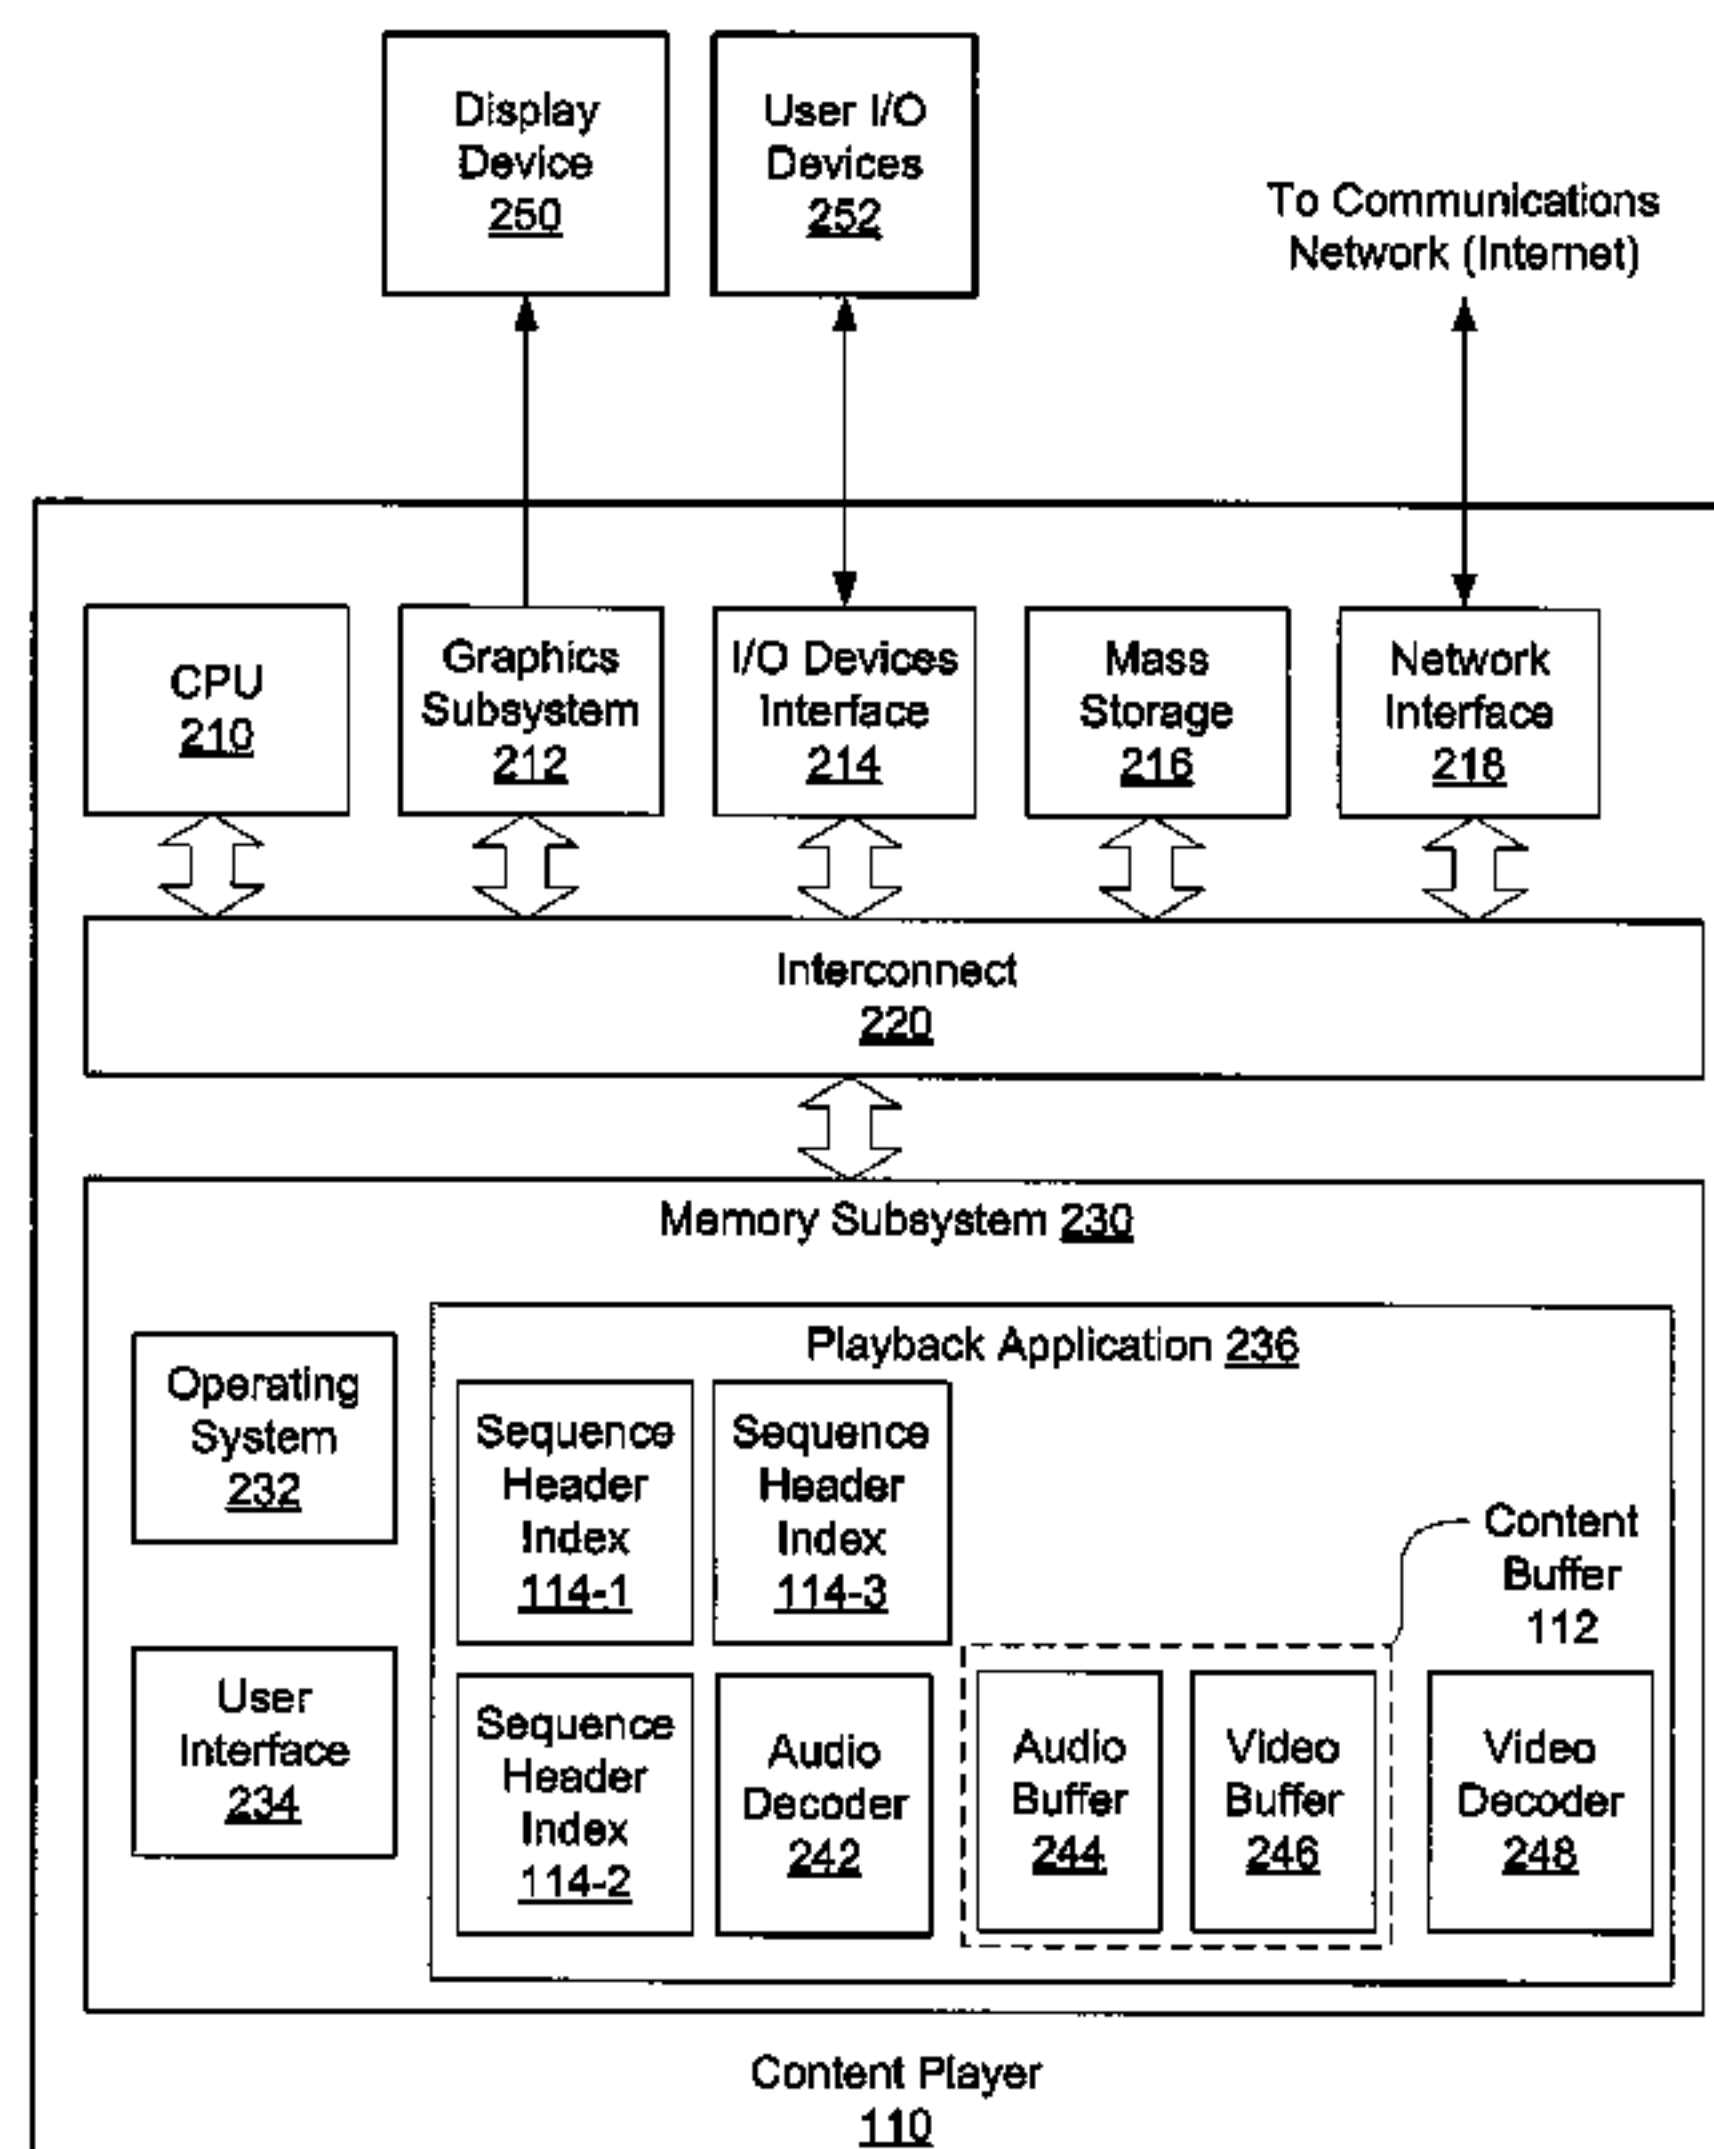 Display
Device
250
User I/O
Devices
252
To Communications
Network (Internet)
CPU
210
Graphics
Subsystem
212
I/O Devices
Interface
214
Mass
Storage
216
Network
Interface
218
Interconnect
220
Memory Subsystem 230
Operating
System
232
User
Interface
234
Playback Application 236
Sequence
Header
Index
114-1
Sequence
Header
Index
114-3
Content
Buffer
112
Sequence
Header
Index
114-2
Audio
Decoder
242
Audio
Buffer
244
Video
Buffer
246
Video
Decoder
248
Content Player
110